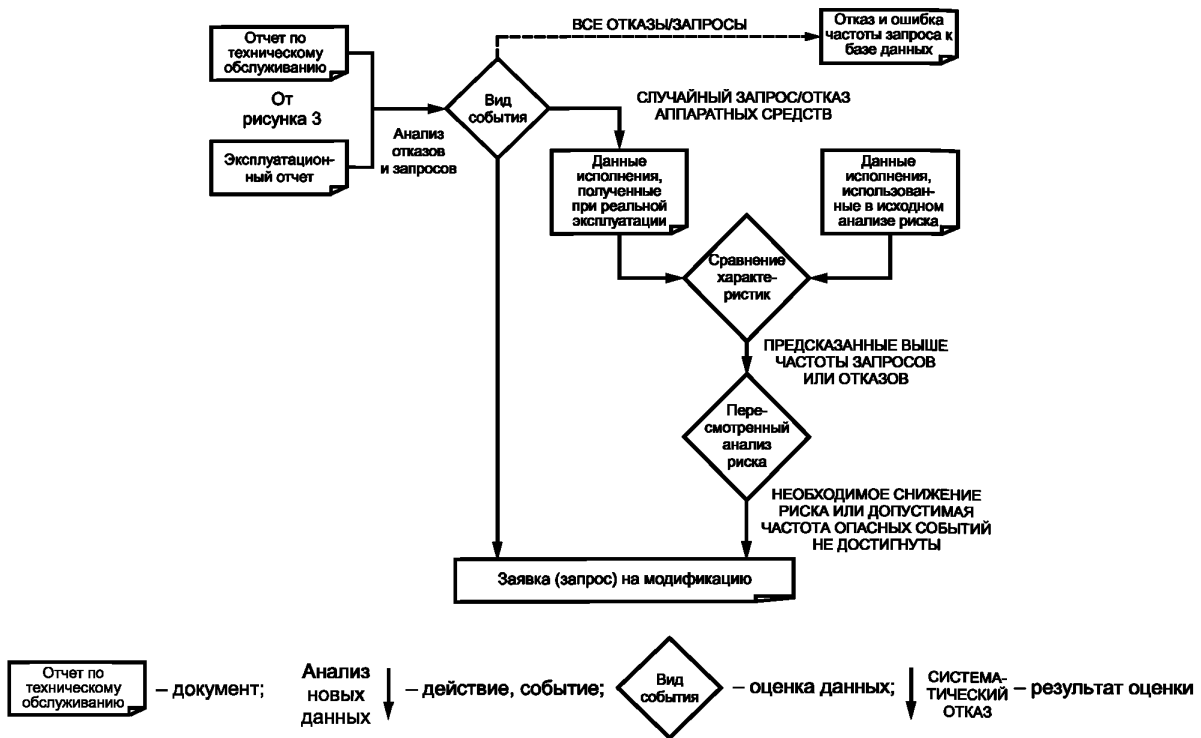 ВСЕ ОТКАЗЫ/ЗАПРОСЫ
Отчет по
техническому
обслуживанию
Отказ и ошибка
частоты запроса к
базе данных
От
рисунка 3
Вид
события
СЛУЧАЙНЫЙ ЗАПРОС/ОТКАЗ
АППАРАТНЫХ СРЕДСТВ
Анализ
отказов
и запросов
Эксплуатацион-
ный отчет
Данные
исполнения,
полученные
при реальной
эксплуатации
Данные
исполнения,
использован-
ные в исходном
анализе риска
Сравнение
характе-
ристик
ПРЕДСКАЗАННЫЕ ВЫШЕ
ЧАСТОТЫ ЗАПРОСОВ
ИЛИ ОТКАЗОВ
Пере-
смотренный
анализ
риска
НЕОБХОДИМОЕ СНИЖЕНИЕ
РИСКА ИЛИ ДОПУСТИМАЯ
ЧАСТОТА ОПАСНЫХ СОБЫТИЙ
НЕ ДОСТИГНУТЫ
Заявка (запрос) на модификацию
Отчет по
техническому
обслуживанию
– документ;
Анализ
новых
данных
– действие, событие;
Вид
события
– оценка данных;
СИСТЕМА-
ТИЧЕСКИЙ
ОТКАЗ
– результат оценки